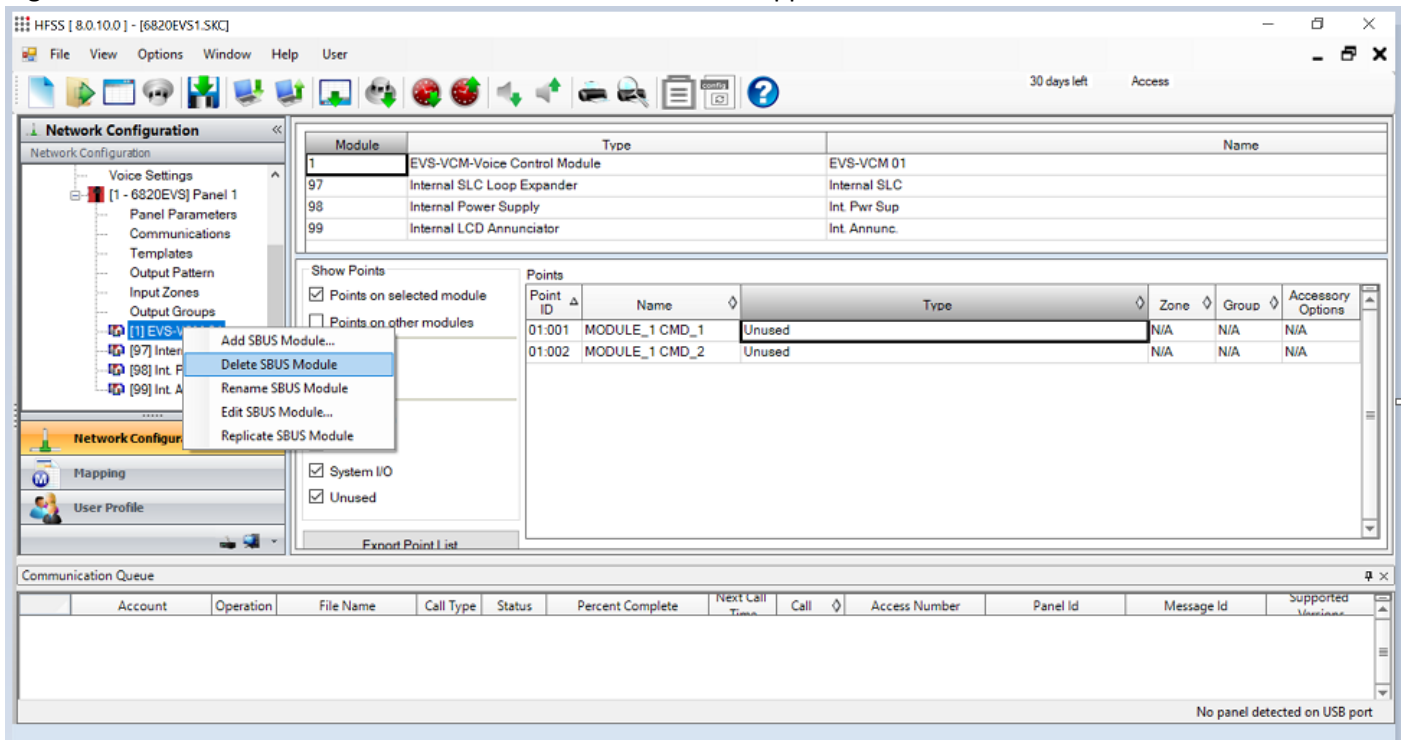 HFSS [ 8.0.10.0 ] - [6820EVS1.SKC]
File View Options Window Help User
30 days left Access
config
Network Configuration
Network Configuration
Voice Settings
[1 - 6820EVS] Panel 1
Panel Parameters
Communications
Templates
Output Pattern
Input Zones
Output Groups
[1] EVS-V
[97] Inter
[98] Int. P
[99] Int. A
Add SBUS Module...
Delete SBUS Module
Rename SBUS Module
Edit SBUS Module...
Replicate SBUS Module
Network Configur
Mapping
User Profile
Module Type Name
1 EVS-VCM-Voice Control Module EVS-VCM 01
97 Internal SLC Loop Expander Internal SLC
98 Internal Power Supply Int. Pwr Sup
99 Internal LCD Annunciator Int. Annunc.
Show Points
Points on selected module
Points on other modules
System I/O
Unused
Export Point List
Points
Point ID Name Type Zone Group Accessory Options
01:001 MODULE_1 CMD_1 Unused N/A N/A N/A
01:002 MODULE_1 CMD_2 Unused N/A N/A N/A
Communication Queue
Account Operation File Name Call Type Status Percent Complete Next Call Time Call Access Number Panel Id Message Id Supported Versions
No panel detected on USB port